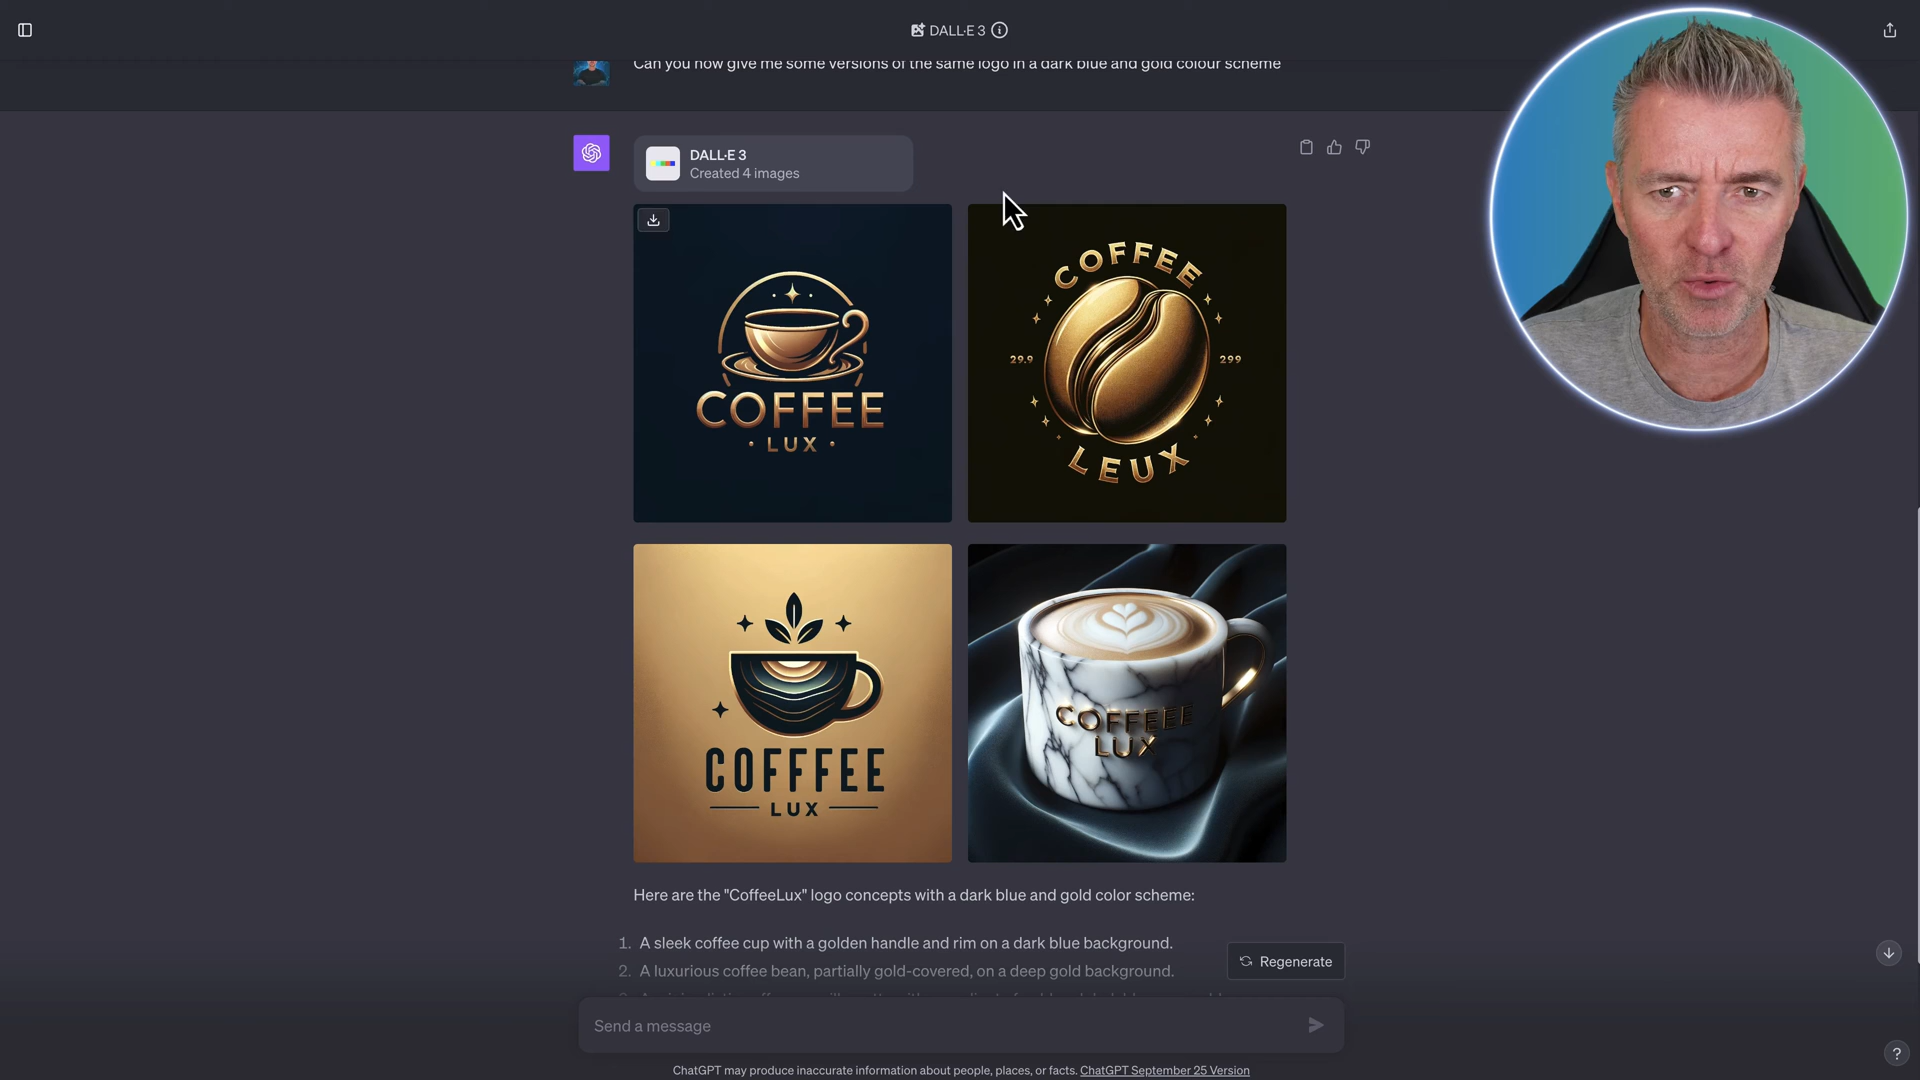 DALL·E 3
Can you now give me some versions of the same logo in a dark blue and gold colour scheme
DALL·E 3
Created 4 images
COFFEE
· LUX ·
COFFEE
29.9
299
LEUX
COFFFEE
LUX
COFFEEE
LUX
Here are the "CoffeeLux" logo concepts with a dark blue and gold color scheme:
1. A sleek coffee cup with a golden handle and rim on a dark blue background.
2. A luxurious coffee bean, partially gold-covered, on a deep gold background.
Regenerate
Send a message
ChatGPT may produce inaccurate information about people, places, or facts. ChatGPT September 25 Version
?